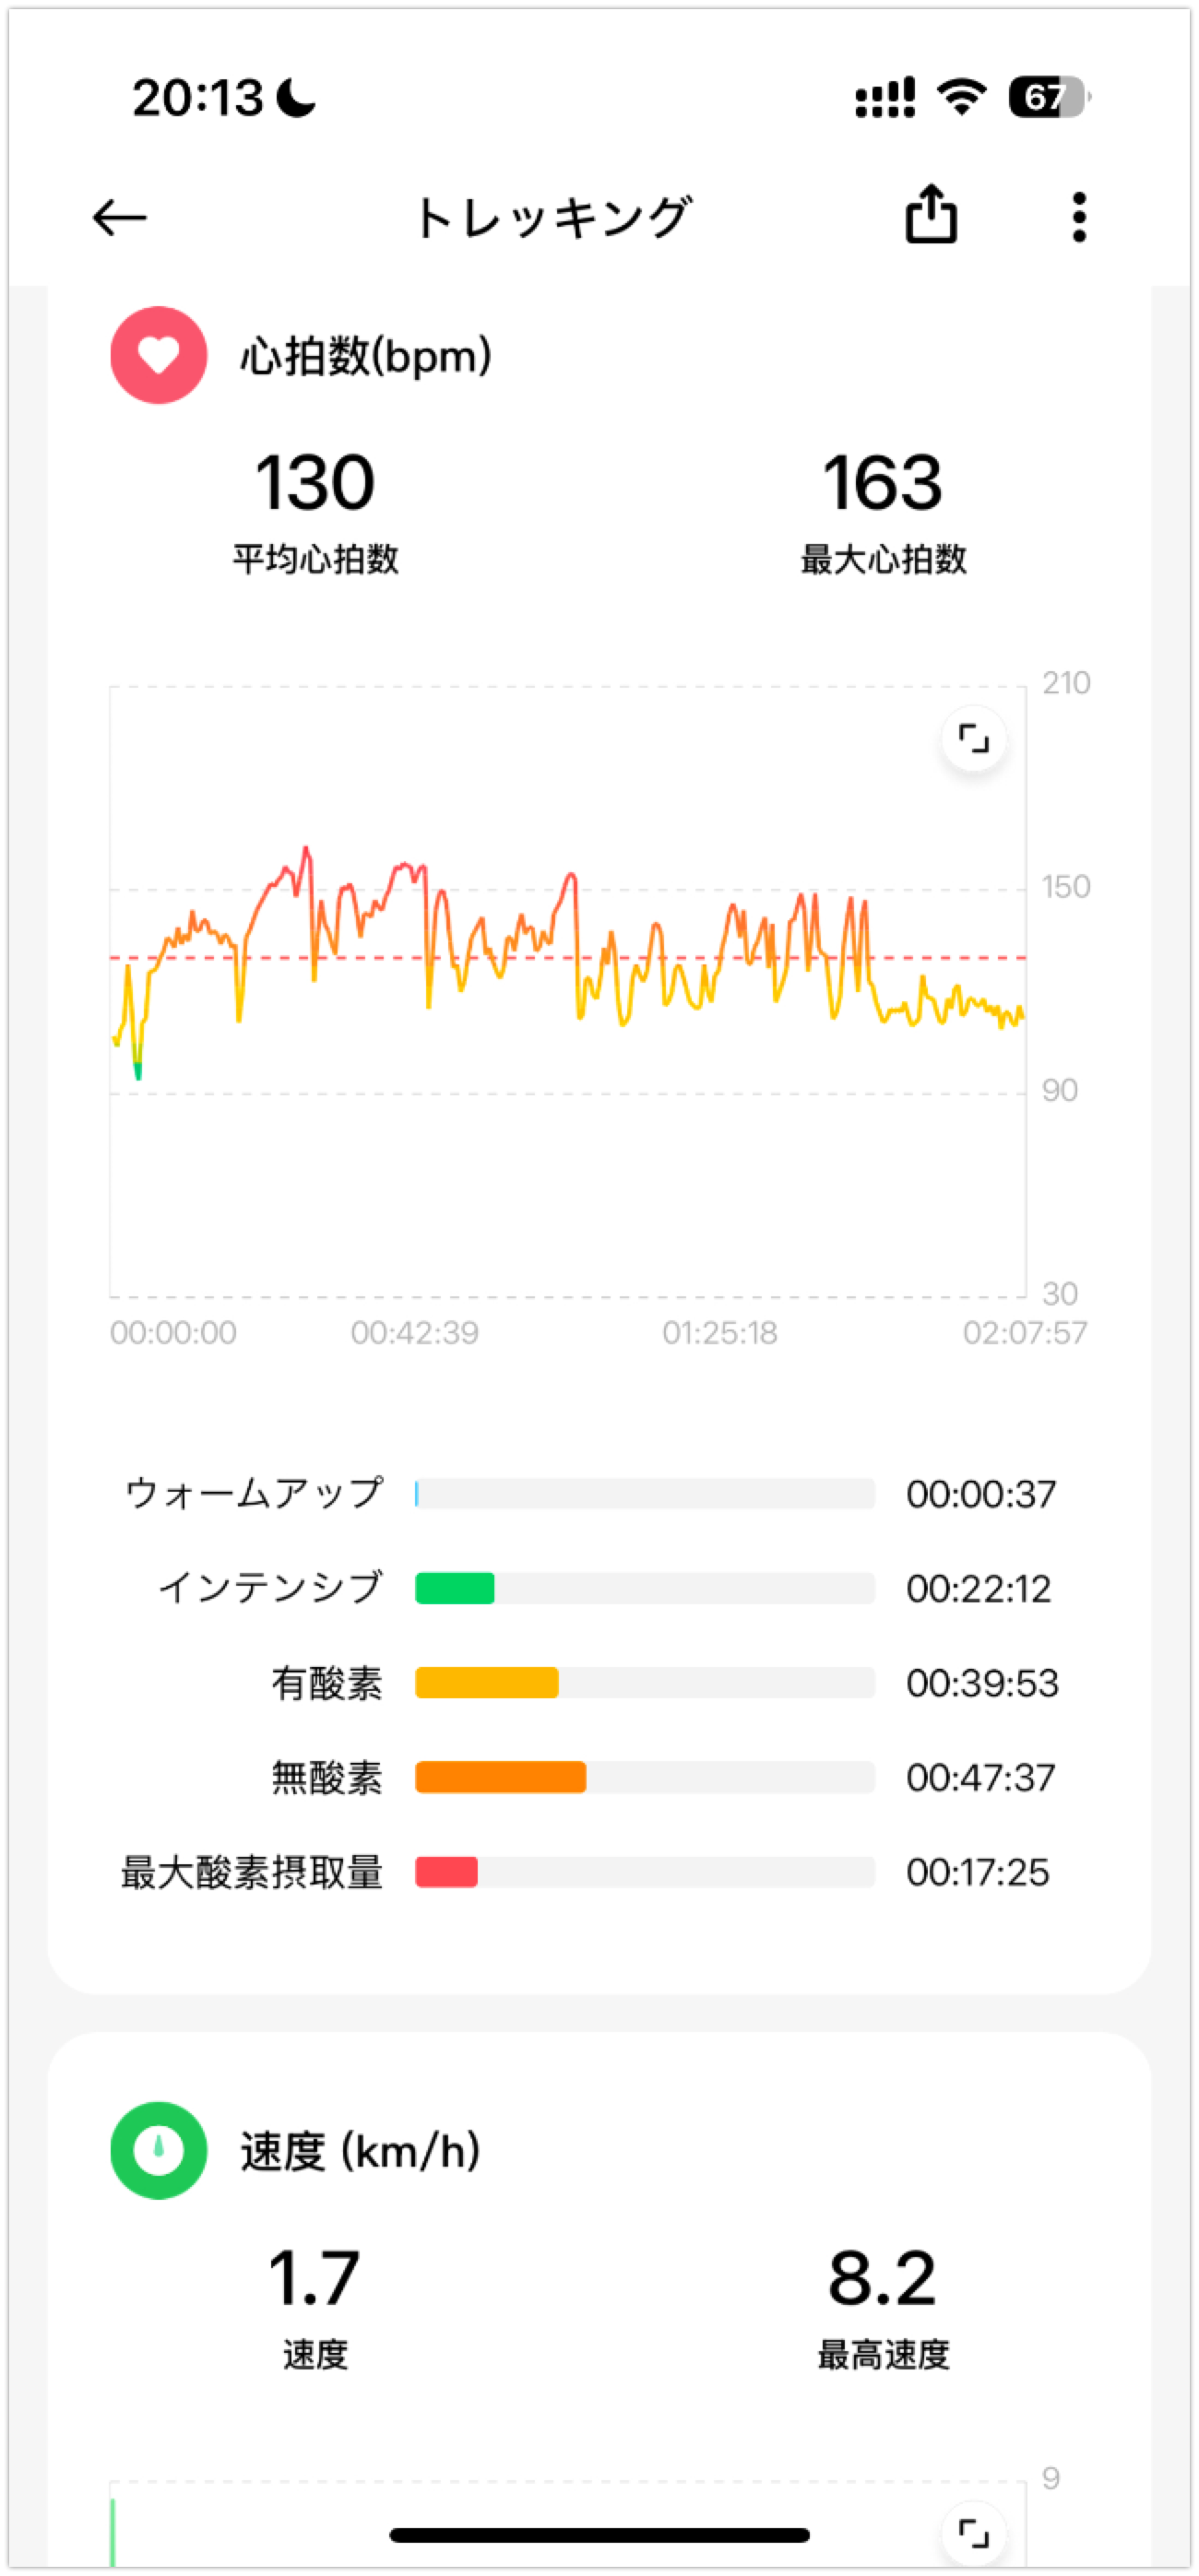 20:13
67
トレッキング
心拍数(bpm)
130 163
平均心拍数 最大心拍数
210
150
90
30
00:00:00 00:42:39 01:25:18 02:07:57
ウォームアップ 00:00:37
インテンシブ 00:22:12
有酸素 00:39:53
無酸素 00:47:37
最大酸素摂取量 00:17:25
速度 (km/h)
1.7 8.2
速度 最高速度
9